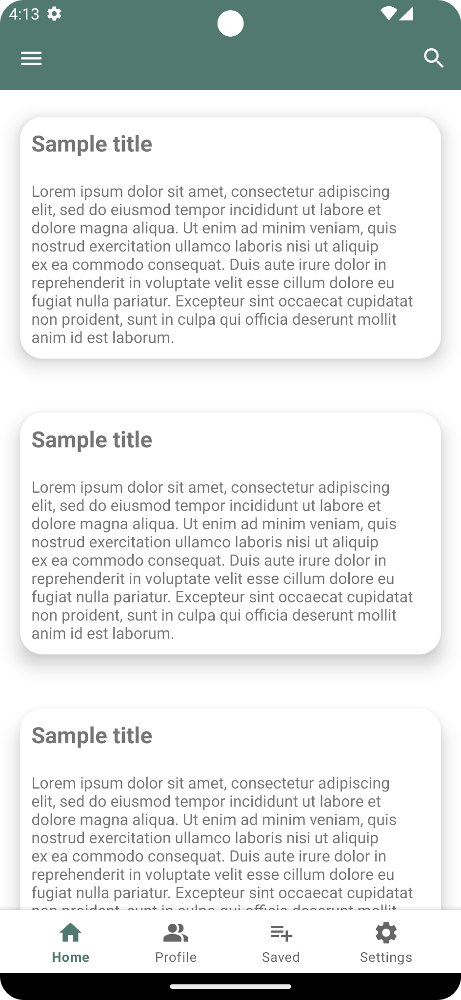 4:13
Sample title
Lorem ipsum dolor sit amet, consectetur adipiscing
elit, sed do eiusmod tempor incididunt ut labore et
dolore magna aliqua. Ut enim ad minim veniam, quis
nostrud exercitation ullamco laboris nisi ut aliquip
ex ea commodo consequat. Duis aute irure dolor in
reprehenderit in voluptate velit esse cillum dolore eu
fugiat nulla pariatur. Excepteur sint occaecat cupidatat
non proident, sunt in culpa qui officia deserunt mollit
anim id est laborum.
Sample title
Lorem ipsum dolor sit amet, consectetur adipiscing
elit, sed do eiusmod tempor incididunt ut labore et
dolore magna aliqua. Ut enim ad minim veniam, quis
nostrud exercitation ullamco laboris nisi ut aliquip
ex ea commodo consequat. Duis aute irure dolor in
reprehenderit in voluptate velit esse cillum dolore eu
fugiat nulla pariatur. Excepteur sint occaecat cupidatat
non proident, sunt in culpa qui officia deserunt mollit
anim id est laborum.
Sample title
Lorem ipsum dolor sit amet, consectetur adipiscing
elit, sed do eiusmod tempor incididunt ut labore et
dolore magna aliqua. Ut enim ad minim veniam, quis
nostrud exercitation ullamco laboris nisi ut aliquip
ex ea commodo consequat. Duis aute irure dolor in
reprehenderit in voluptate velit esse cillum dolore eu
fugiat nulla pariatur. Excepteur sint occaecat cupidatat
Home
Profile
Saved
Settings